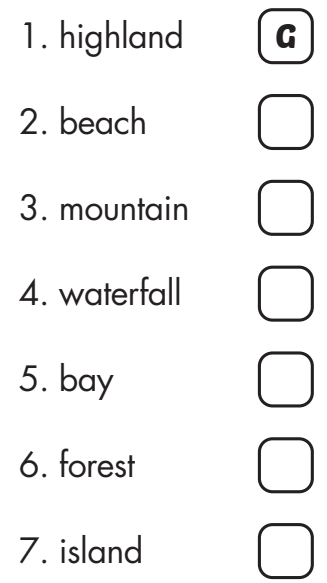 1. highland G
2. beach
3. mountain
4. waterfall
5. bay
6. forest
7. island